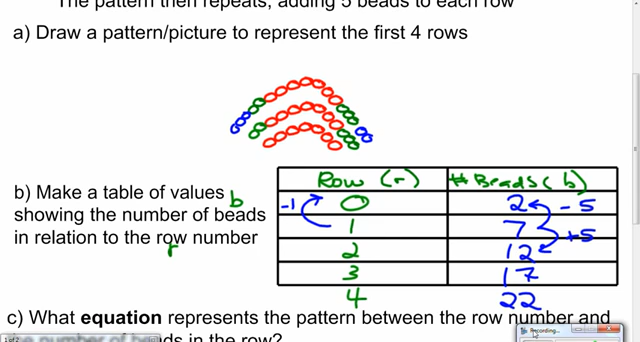 The pattern then repeats, adding 5 beads to each row
a) Draw a pattern/picture to represent the first 4 rows
b) Make a table of values b
showing the number of beads
in relation to the row number
r
Row (r) # Beads (b)
-1 0 2 -5
1 7 +5
2 12
3 17
4 22
c) What equation represents the pattern between the row number and
the number of beads in the row?
1 of 2
Recording...